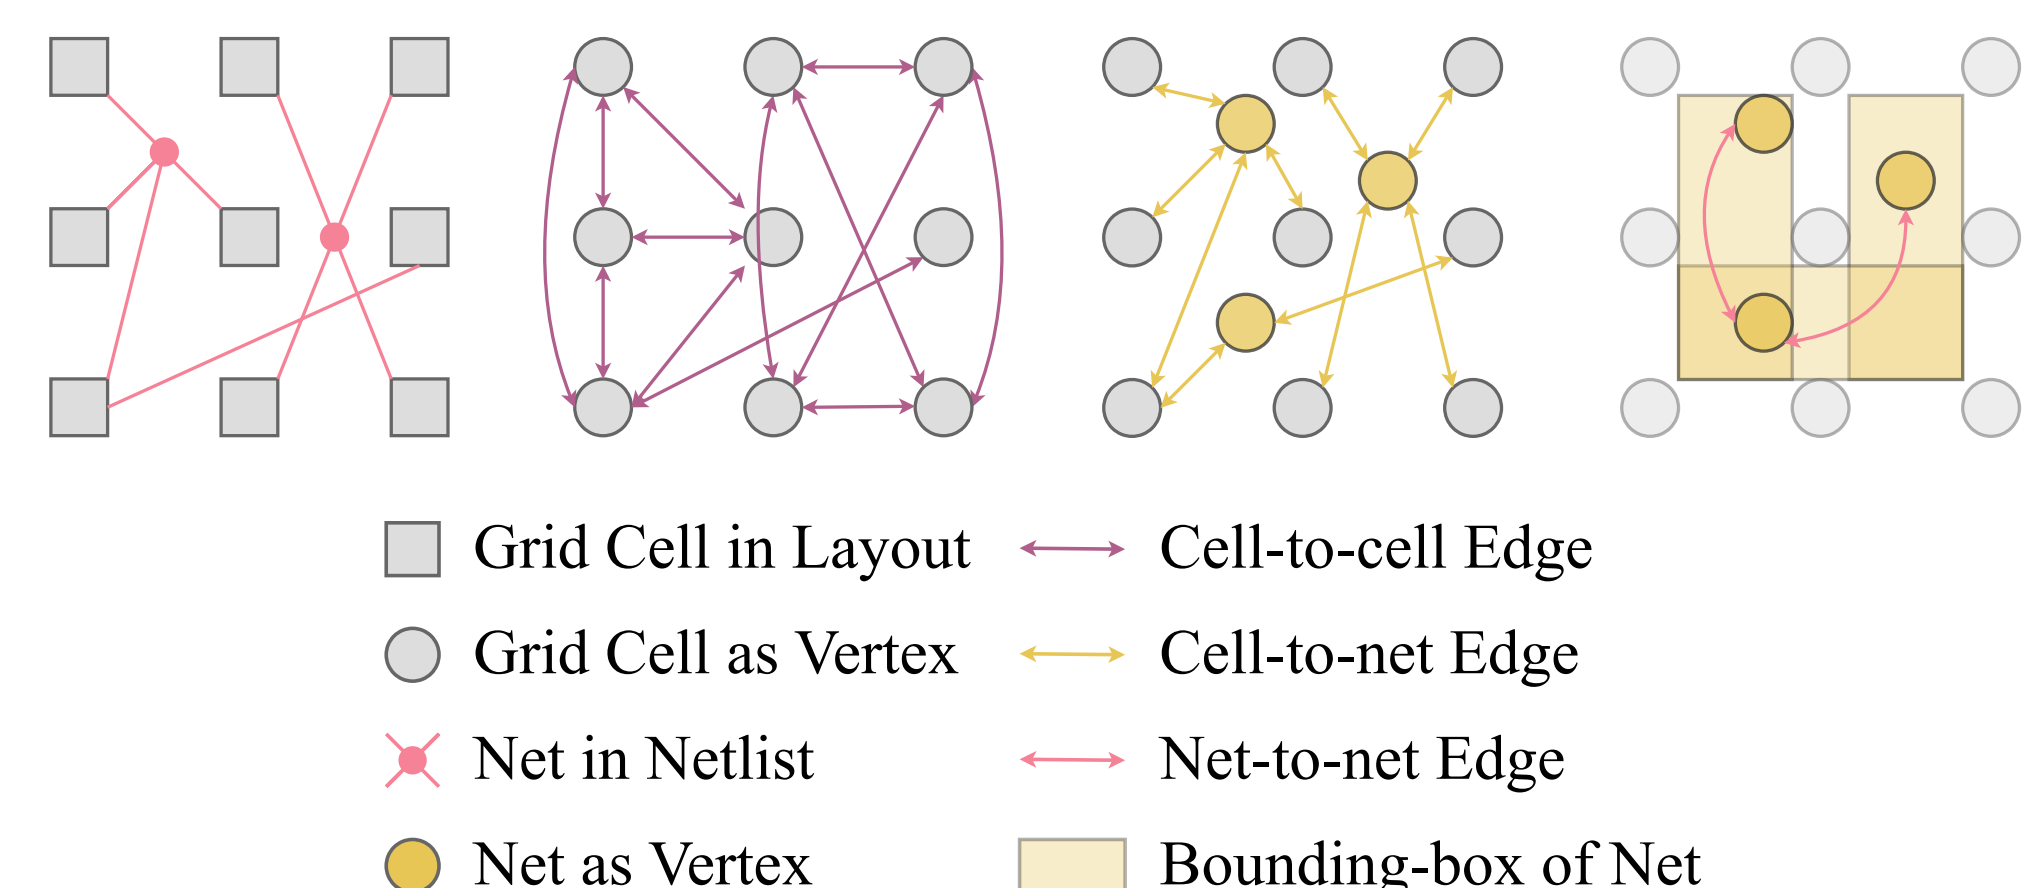 Grid Cell in Layout
Cell-to-cell Edge
Grid Cell as Vertex
Cell-to-net Edge
Net in Netlist
Net-to-net Edge
Net as Vertex
Bounding-box of Net